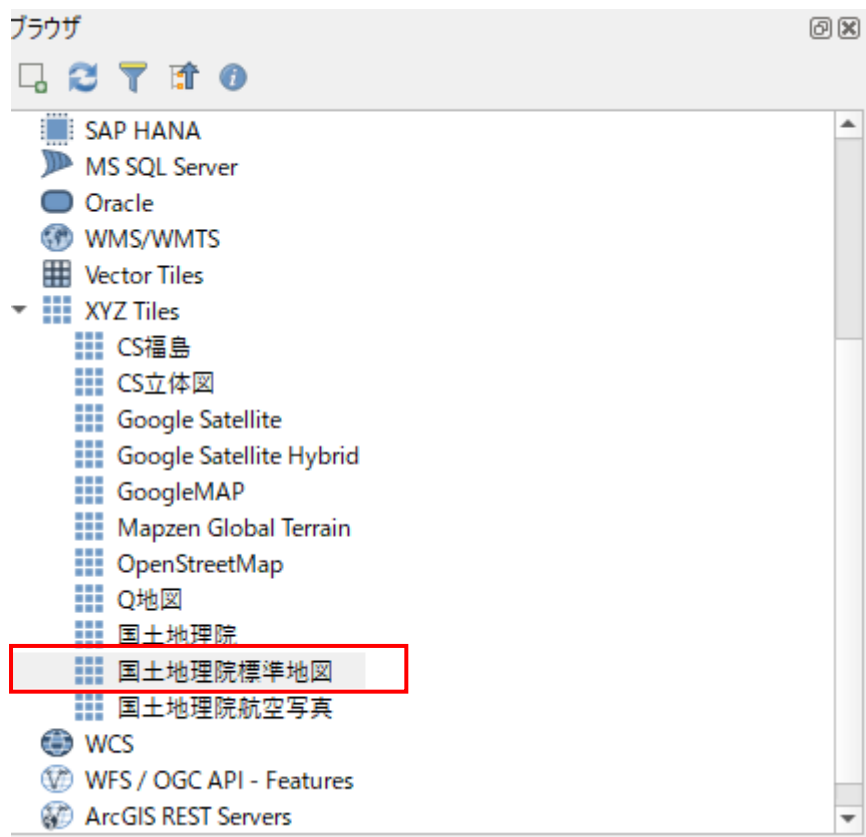 ブラウザ
SAP HANA
MS SQL Server
Oracle
WMS/WMTS
Vector Tiles
XYZ Tiles
CS福島
CS立体図
Google Satellite
Google Satellite Hybrid
GoogleMAP
Mapzen Global Terrain
OpenStreetMap
Q地図
国土地理院
国土地理院標準地図
国土地理院航空写真
WCS
WFS / OGC API - Features
ArcGIS REST Servers